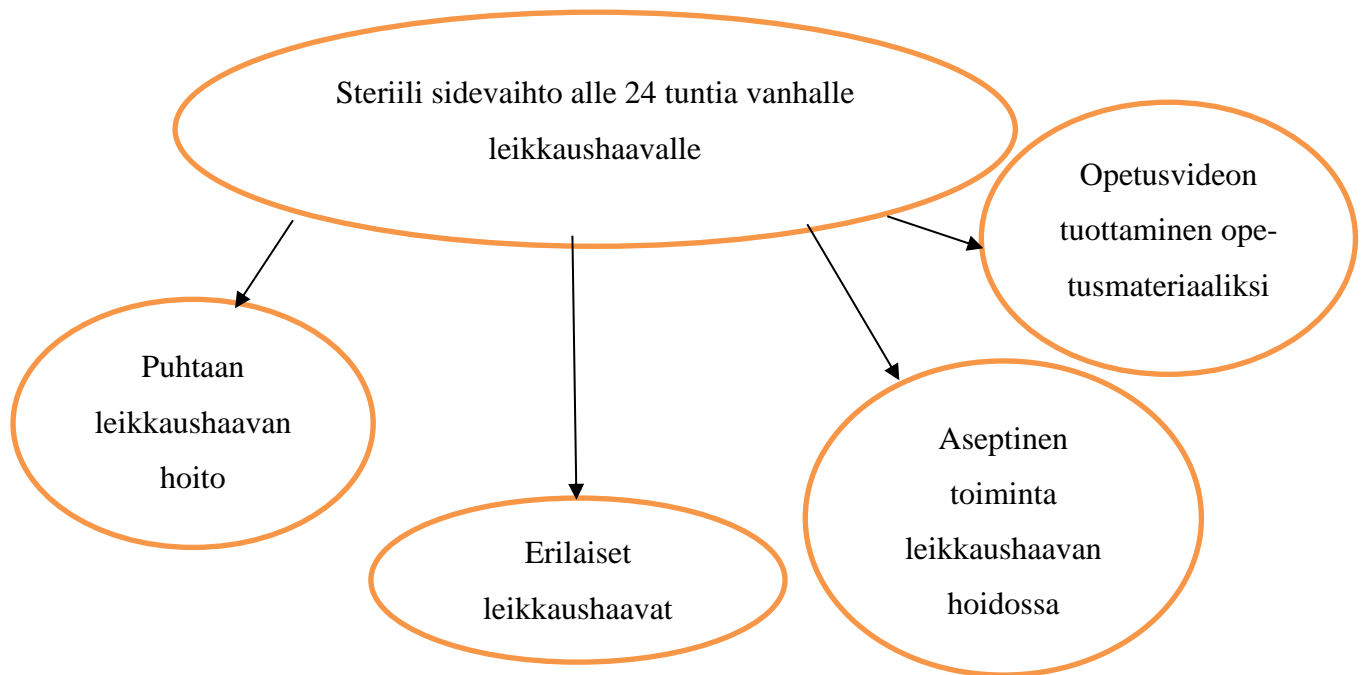 Steriili sidevaihto alle 24 tuntia vanhalle
leikkaushaavalle
Opetusvideon
tuottaminen ope-
tusmateriaaliksi
Puhtaan
leikkaushaavan
hoito
Erilaiset
leikkaushaavat
Aseptinen
toiminta
leikkaushaavan
hoidossa